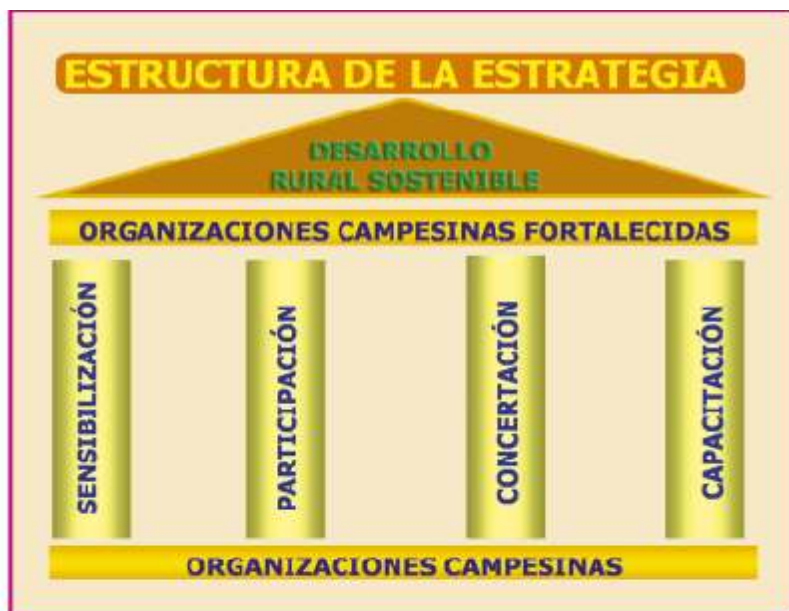 ESTRUCTURA DE LA ESTRATEGIA
DESARROLLO
RURAL SOSTENIBLE
ORGANIZACIONES CAMPESINAS FORTALECIDAS
SENSIBILIZACIÓN
PARTICIPACIÓN
CONCERTACIÓN
CAPACITACIÓN
ORGANIZACIONES CAMPESINAS